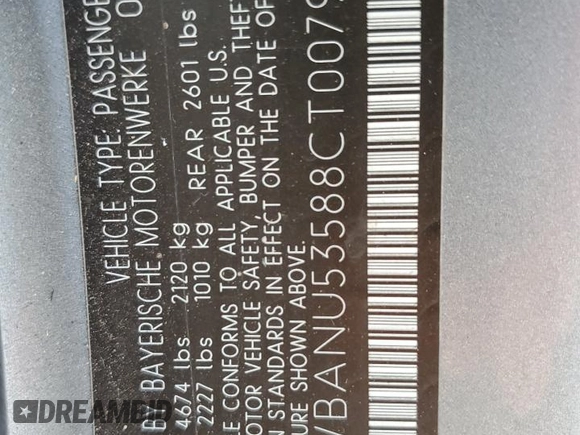 VEHICLE TYPE: PASSENGE
BAYERISCHE MOTORENWERKE
4674 lbs 2120 kg
2227 lbs 1010 kg REAR 2601 lbs
CONFORMS TO ALL APPLICABLE U.S.
MOTOR VEHICLE SAFETY, BUMPER AND THEFT
STANDARDS IN EFFECT ON THE DATE OF
URE SHOWN ABOVE.
WBANU53588CT0079
DREAMBID